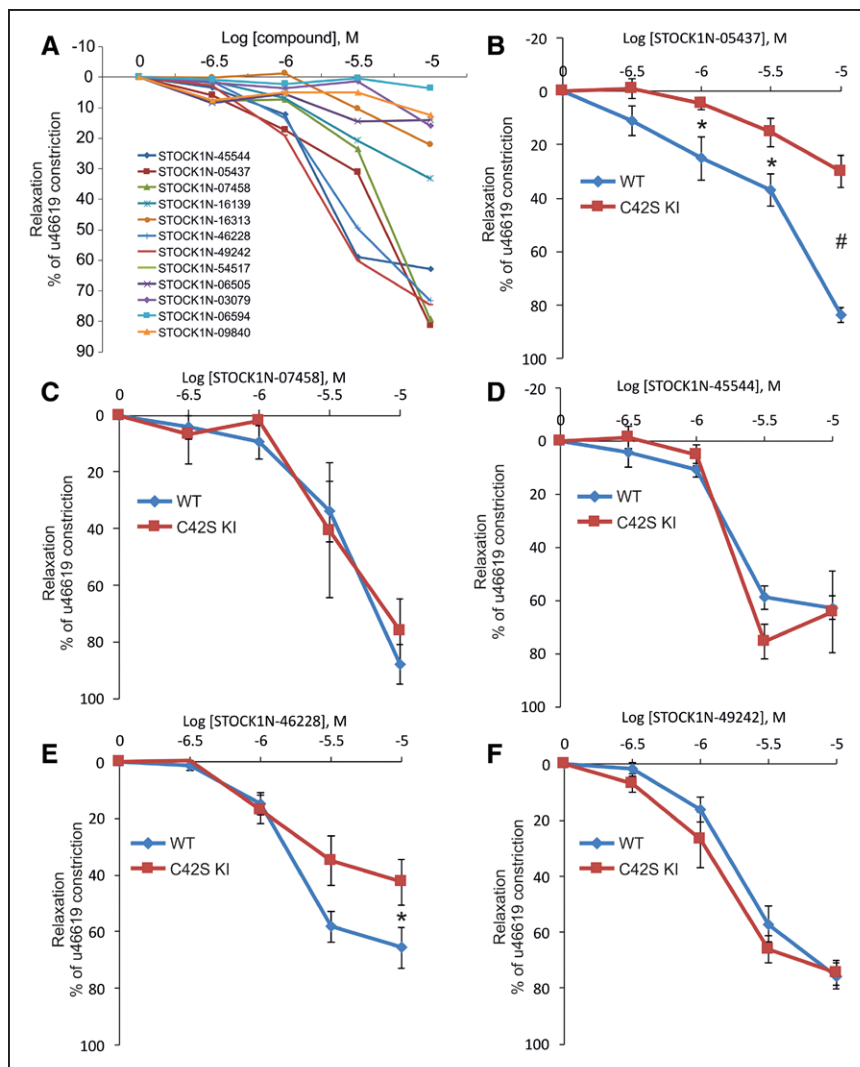 A
Log [compound], M
-10
0
10
20
30
40
50
60
70
80
90
0
-6.5
-6
-5.5
-5
Relaxation
% of u46619 constriction
STOCK1N-45544
STOCK1N-05437
STOCK1N-07458
STOCK1N-16139
STOCK1N-16313
STOCK1N-46228
STOCK1N-49242
STOCK1N-54517
STOCK1N-06505
STOCK1N-03079
STOCK1N-06594
STOCK1N-09840
B
Log [STOCK1N-05437], M
-20
0
20
40
60
80
100
0
-6.5
-6
-5.5
-5
Relaxation
% of u46619 constriction
*
*
#
WT
C42S KI
C
Log [STOCK1N-07458], M
0
-6.5
-6
-5.5
-5
0
20
40
60
80
100
Relaxation
% of u46619 constriction
WT
C42S KI
D
Log [STOCK1N-45544], M
-20
0
20
40
60
80
100
0
-6.5
-6
-5.5
-5
Relaxation
% of u46619 constriction
WT
C42S KI
E
Log [STOCK1N-46228], M
0
-6.5
-6
-5.5
-5
0
20
40
60
80
100
Relaxation
% of u46619 constriction
WT
C42S KI
*
F
Log [STOCK1N-49242], M
0
-6.5
-6
-5.5
-5
0
20
40
60
80
100
Relaxation
% of u46619 constriction
WT
C42S KI